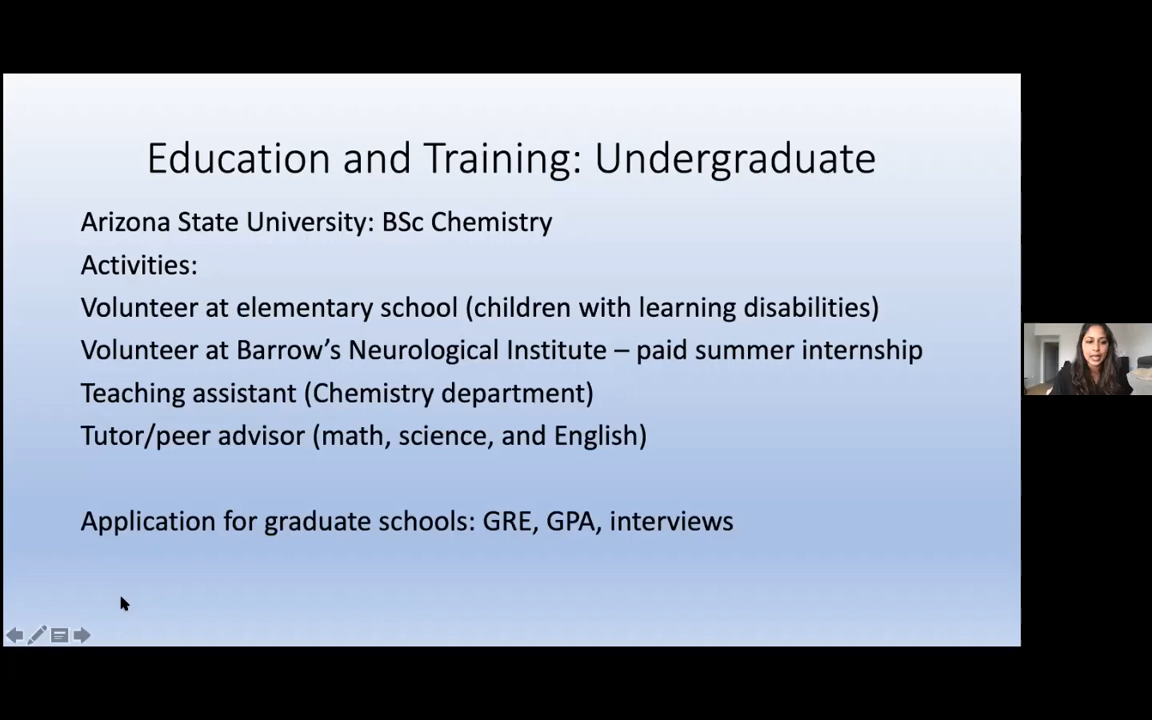 Education and Training: Undergraduate
Arizona State University: BSc Chemistry
Activities:
Volunteer at elementary school (children with learning disabilities)
Volunteer at Barrow’s Neurological Institute – paid summer internship
Teaching assistant (Chemistry department)
Tutor/peer advisor (math, science, and English)
Application for graduate schools: GRE, GPA, interviews